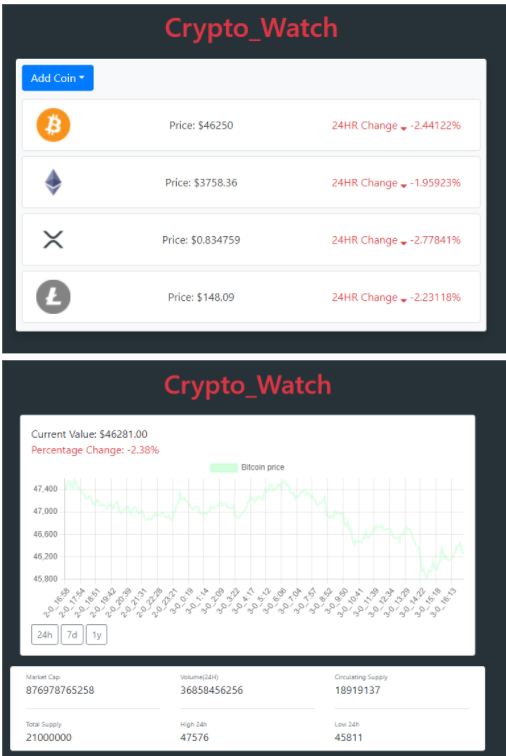 Crypto_Watch
Add Coin
Price: $46250 24HR Change -2.44122%
Price: $3758.36 24HR Change -1.95923%
Price: $0.834759 24HR Change -2.77841%
Price: $148.09 24HR Change -2.23118%
Crypto_Watch
Current Value: $46281.00
Percentage Change: -2.38%
Bitcoin price
47,400
47,000
46,600
46,200
45,800
2-0_16:58 2-0_17:54 2-0_18:51 2-0_19:42 2-0_20:39 2-0_21:31 2-0_22:28 2-0_23:21 3-0_0:19 3-0_1:14 3-0_2:09 3-0_3:22 3-0_4:17 3-0_5:12 3-0_6:06 3-0_7:04 3-0_7:57 3-0_8:52 3-0_9:50 3-0_10:41 3-0_11:39 3-0_12:34 3-0_13:29 3-0_14:22 3-0_15:18 3-0_16:13
24h 7d 1y
Market Cap Volume(24H) Circulating Supply
876978765258 36858456256 18919137
Total Supply High 24h Low 24h
21000000 47576 45811